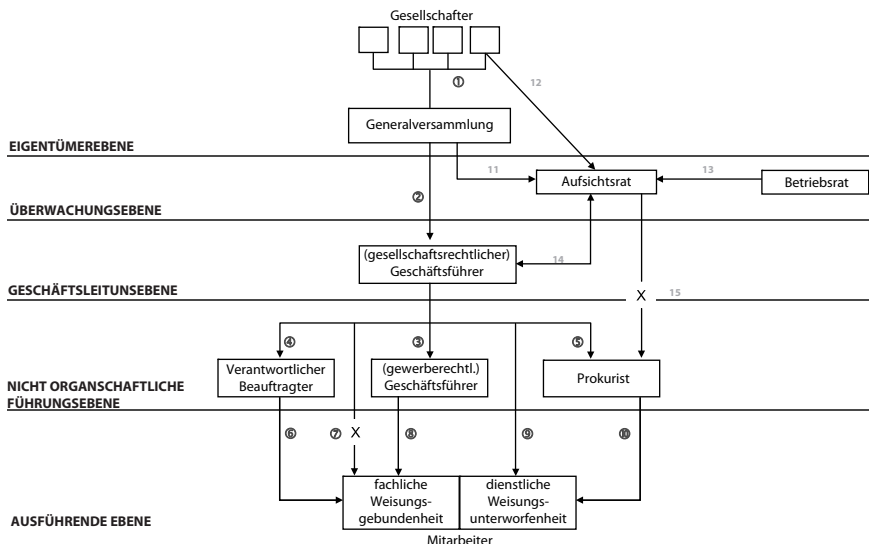 Gesellschafter
①
12
Generalversammlung
EIGENTÜMEREBENE
11
13
Aufsichtsrat
Betriebsrat
②
ÜBERWACHUNGSEBENE
(gesellschaftsrechtlicher)
Geschäftsführer
14
GESCHÄFTSLEITUNSEBENE
X
15
④
③
⑤
Verantwortlicher
Beauftragter
(gewerberechtl.)
Geschäftsführer
Prokurist
NICHT ORGANSCHAFTLICHE
FÜHRUNGSEBENE
⑥
⑦
X
⑧
⑨
⑩
fachliche
Weisungs-
gebundenheit
dienstliche
Weisungs-
unterworfenheit
AUSFÜHRENDE EBENE
Mitarbeiter